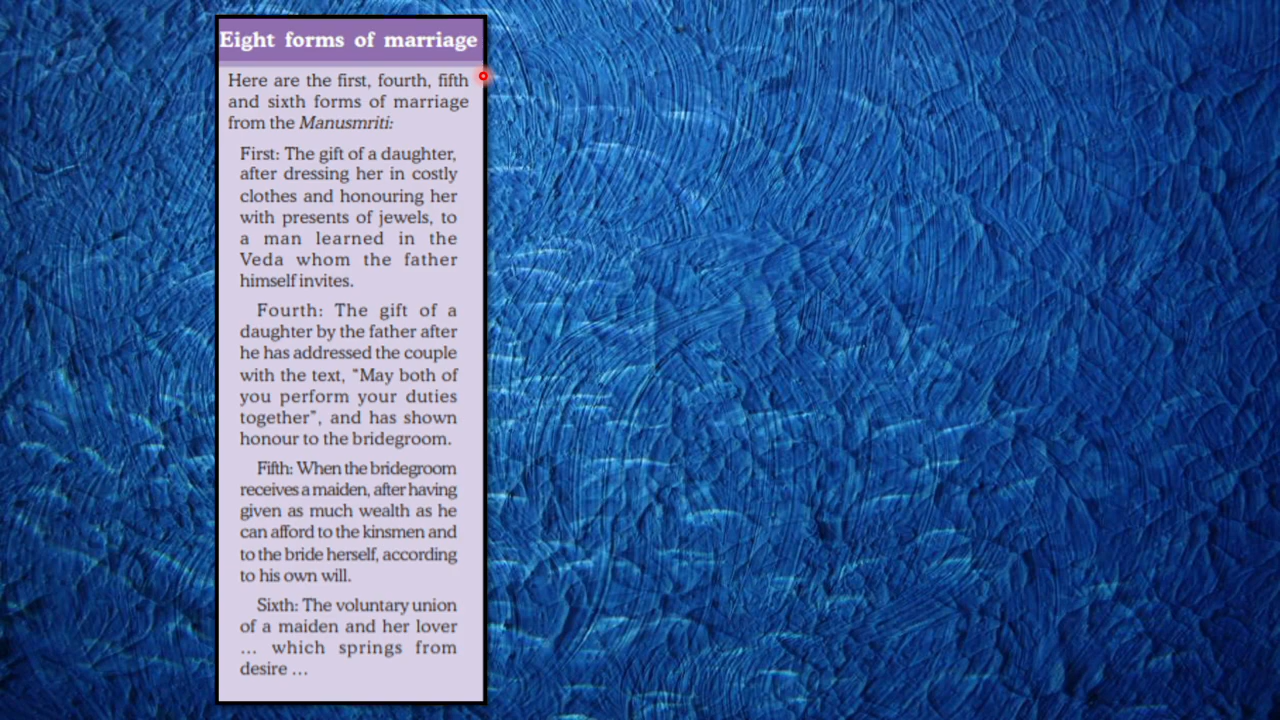 Eight forms of marriage
Here are the first, fourth, fifth
and sixth forms of marriage
from the Manusmriti:
First: The gift of a daughter,
after dressing her in costly
clothes and honouring her
with presents of jewels, to
a man learned in the
Veda whom the father
himself invites.
Fourth: The gift of a
daughter by the father after
he has addressed the couple
with the text, “May both of
you perform your duties
together”, and has shown
honour to the bridegroom.
Fifth: When the bridegroom
receives a maiden, after having
given as much wealth as he
can afford to the kinsmen and
to the bride herself, according
to his own will.
Sixth: The voluntary union
of a maiden and her lover
... which springs from
desire ...